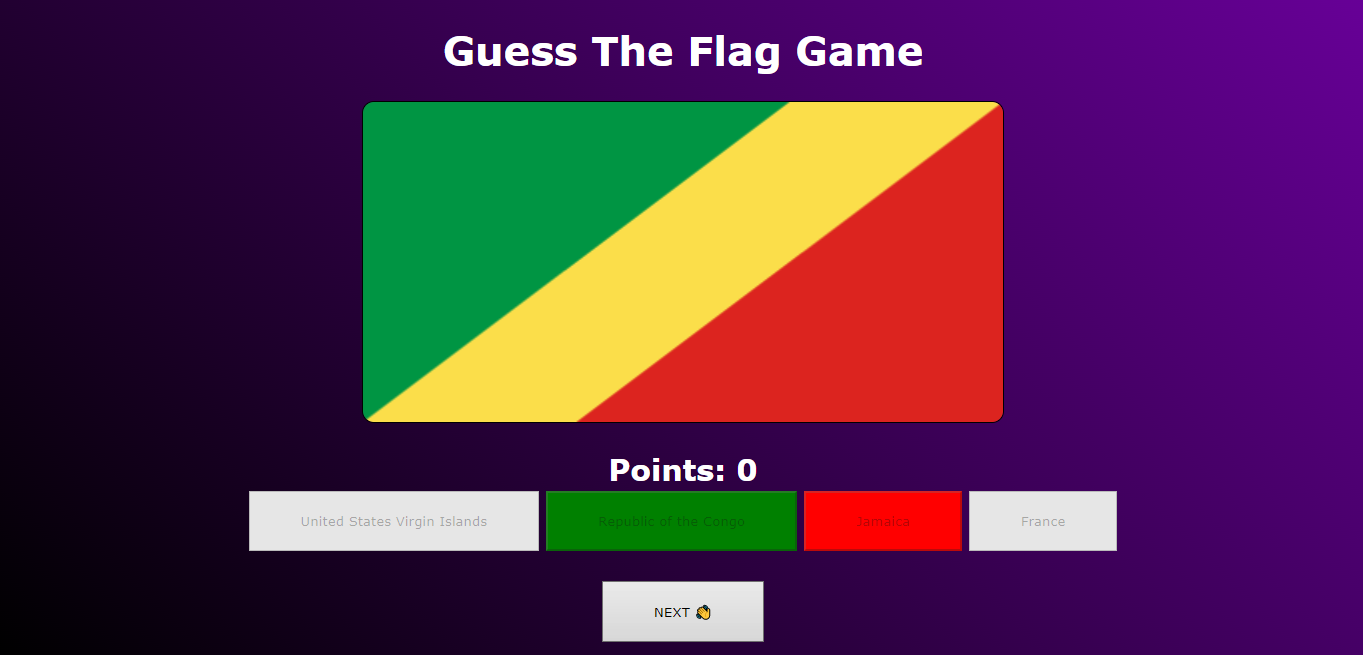 Guess The Flag Game
Points: 0
United States Virgin Islands
Republic of the Congo
Jamaica
France
NEXT 👏